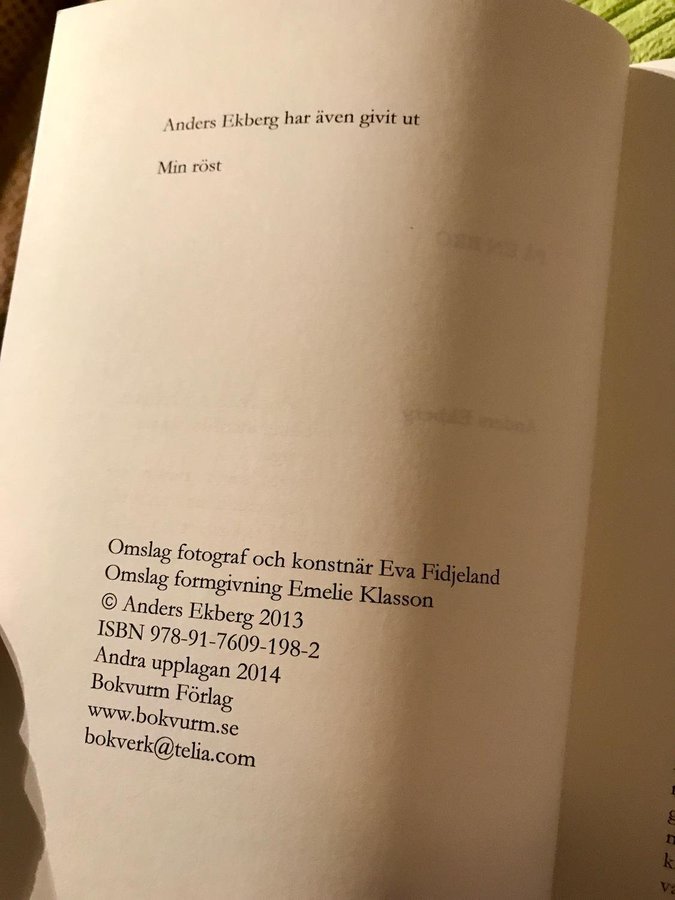 Anders Ekberg har även givit ut
Min röst
Omslag fotograf och konstnär Eva Fidjeland
Omslag formgivning Emelie Klasson
© Anders Ekberg 2013
ISBN 978-91-7609-198-2
Andra upplagan 2014
Bokvurm Förlag
www.bokvurm.se
bokverk@telia.com